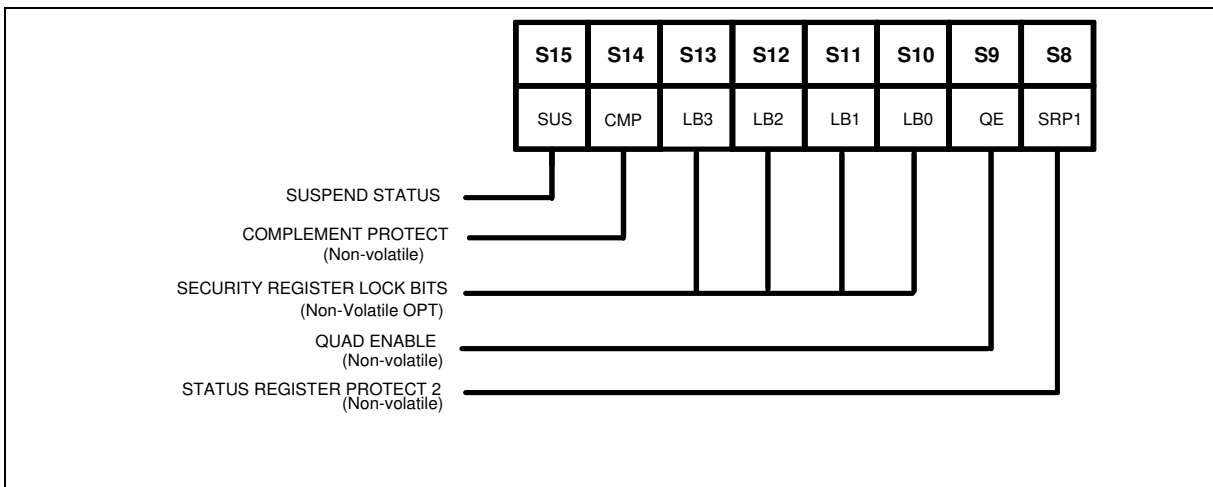 S15 S14 S13 S12 S11 S10 S9 S8
SUS CMP LB3 LB2 LB1 LB0 QE SRP1
SUSPEND STATUS
COMPLEMENT PROTECT
(Non-volatile)
SECURITY REGISTER LOCK BITS
(Non-Volatile OPT)
QUAD ENABLE
(Non-volatile)
STATUS REGISTER PROTECT 2
(Non-volatile)